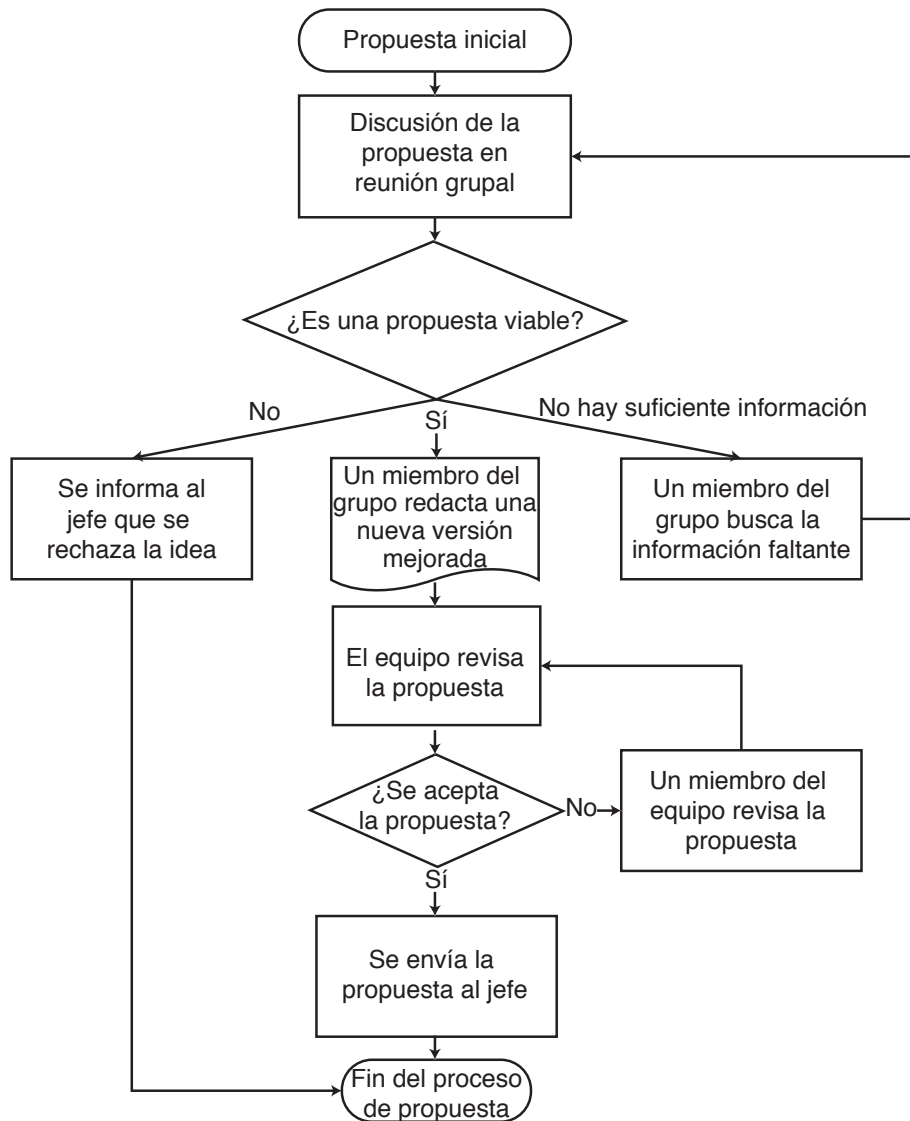 Propuesta inicial
Discusión de la
propuesta en
reunión grupal
¿Es una propuesta viable?
No
Sí
No hay suficiente información
Se informa al
jefe que se
rechaza la idea
Un miembro del
grupo redacta una
nueva versión
mejorada
Un miembro del
grupo busca la
información faltante
El equipo revisa
la propuesta
¿Se acepta
la propuesta?
No
Un miembro del
equipo revisa la
propuesta
Sí
Se envía la
propuesta al jefe
Fin del proceso
de propuesta